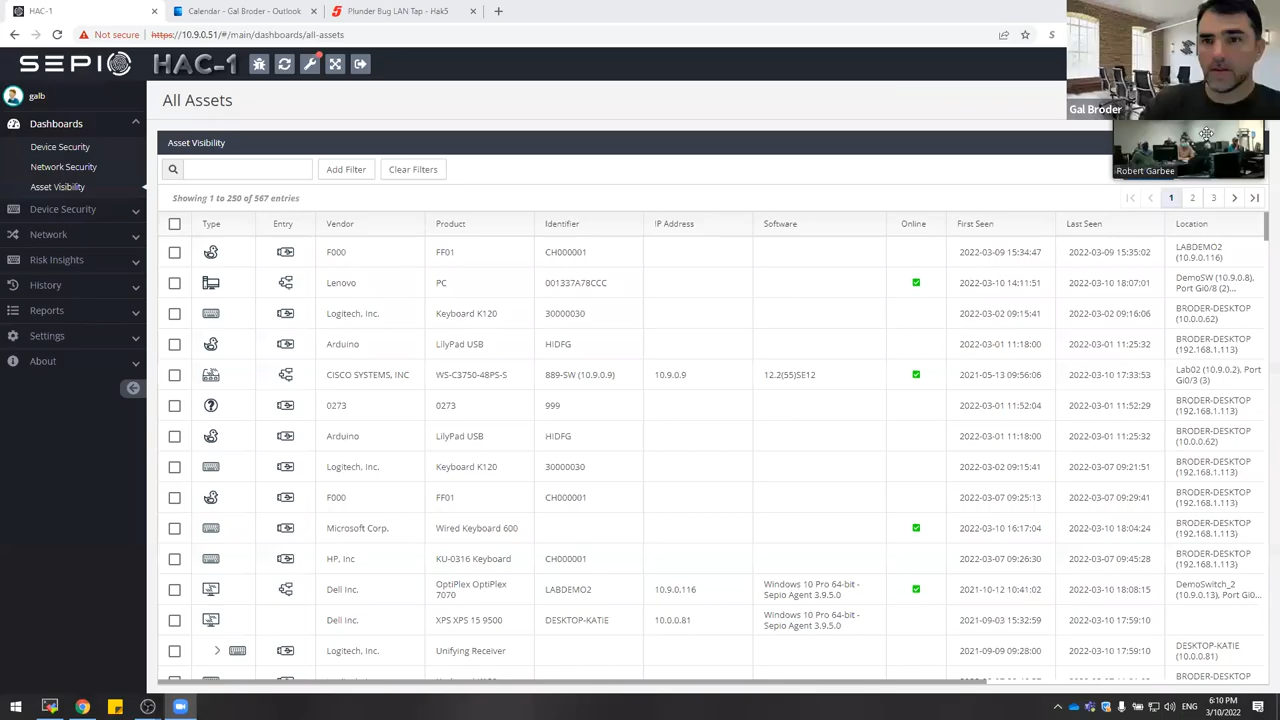 HAC-1
Calendar - Gal Broder - Outlook
Plunder Bug LAN Tap - Hak5
Not secure
https://10.9.0.51/#/main/dashboards/all-assets
S
SEPIO HAC-1
Gal Broder
Robert Garbee
galb
Dashboards
Device Security
Network Security
Asset Visibility
Device Security
Network
Risk Insights
History
Reports
Settings
About
All Assets
Asset Visibility
Add Filter
Clear Filters
Showing 1 to 250 of 567 entries
1 2 3
Type Entry Vendor Product Identifier IP Address Software Online First Seen Last Seen Location
F000 FF01 CH000001 2022-03-09 15:34:47 2022-03-09 15:35:02 LABDEMO2
(10.9.0.116)
Lenovo PC 001337A78CCC 2022-03-10 14:11:51 2022-03-10 18:07:01 DemoSW (10.9.0.8),
Port Gi0/8 (2)...
Logitech, Inc. Keyboard K120 30000030 2022-03-02 09:15:41 2022-03-02 09:16:06 BRODER-DESKTOP
(10.0.0.62)
Arduino LilyPad USB HIDFG 2022-03-01 11:18:00 2022-03-01 11:25:32 BRODER-DESKTOP
(192.168.1.113)
CISCO SYSTEMS, INC WS-C3750-48PS-S 889-SW (10.9.0.9) 10.9.0.9 12.2(55)SE12 2021-05-13 09:56:06 2022-03-10 17:33:53 Lab02 (10.9.0.2), Port
Gi0/3 (3)
0273 0273 999 2022-03-01 11:52:04 2022-03-01 11:52:29 BRODER-DESKTOP
(192.168.1.113)
Arduino LilyPad USB HIDFG 2022-03-01 11:18:00 2022-03-01 11:25:32 BRODER-DESKTOP
(10.0.0.62)
Logitech, Inc. Keyboard K120 30000030 2022-03-02 09:15:41 2022-03-07 09:21:51 BRODER-DESKTOP
(192.168.1.113)
F000 FF01 CH000001 2022-03-07 09:25:13 2022-03-07 09:29:41 BRODER-DESKTOP
(192.168.1.113)
Microsoft Corp. Wired Keyboard 600 2022-03-10 16:17:04 2022-03-10 18:04:24 BRODER-DESKTOP
(192.168.1.113)
HP, Inc KU-0316 Keyboard CH000001 2022-03-07 09:26:30 2022-03-07 09:45:28 BRODER-DESKTOP
(192.168.1.113)
Dell Inc. OptiPlex OptiPlex
7070 LABDEMO2 10.9.0.116 Windows 10 Pro 64-bit -
Sepio Agent 3.9.5.0 2021-10-12 10:41:02 2022-03-10 18:08:15 DemoSwitch_2
(10.9.0.13), Port Gi0...
Dell Inc. XPS XPS 15 9500 DESKTOP-KATIE 10.0.0.81 Windows 10 Pro 64-bit -
Sepio Agent 3.9.5.0 2021-09-03 15:32:59 2022-03-10 17:59:10
Logitech, Inc. Unifying Receiver 2021-09-09 09:28:00 2022-03-10 17:59:10 DESKTOP-KATIE
(10.0.0.81)
BRODER-DESKTOP
ENG
6:10 PM
3/10/2022